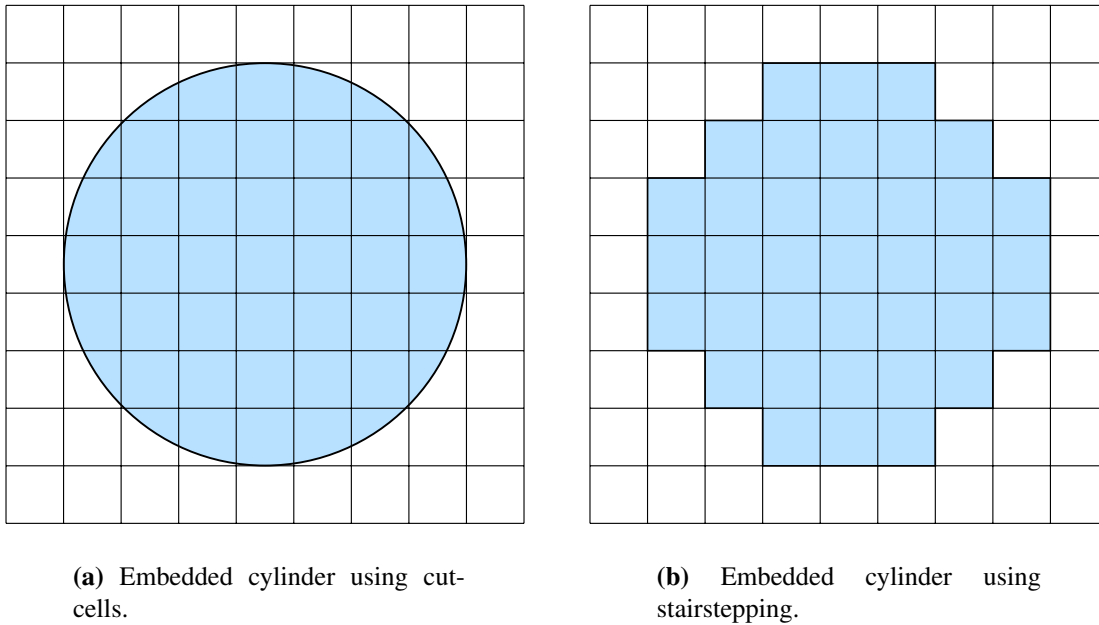 (a) Embedded cylinder using cut-
cells.
(b) Embedded cylinder using
stairstepping.